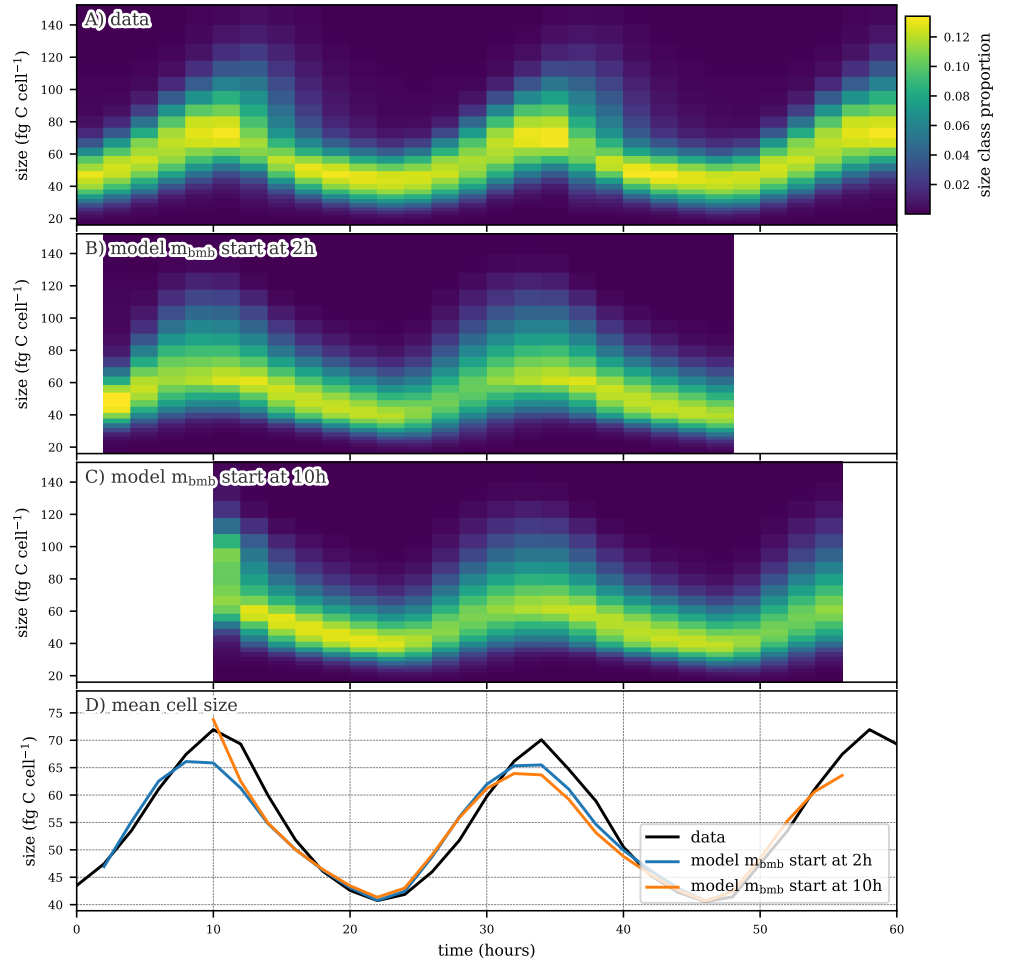 A) data
140
120
100
80
60
40
20
size (fg C cell⁻¹)
0.12
0.10
0.08
0.06
0.04
0.02
size class proportion
B) model m_bmb start at 2h
140
120
100
80
60
40
20
size (fg C cell⁻¹)
C) model m_bmb start at 10h
140
120
100
80
60
40
20
size (fg C cell⁻¹)
D) mean cell size
75
70
65
60
55
50
45
40
size (fg C cell⁻¹)
data
model m_bmb start at 2h
model m_bmb start at 10h
0 10 20 30 40 50 60
time (hours)